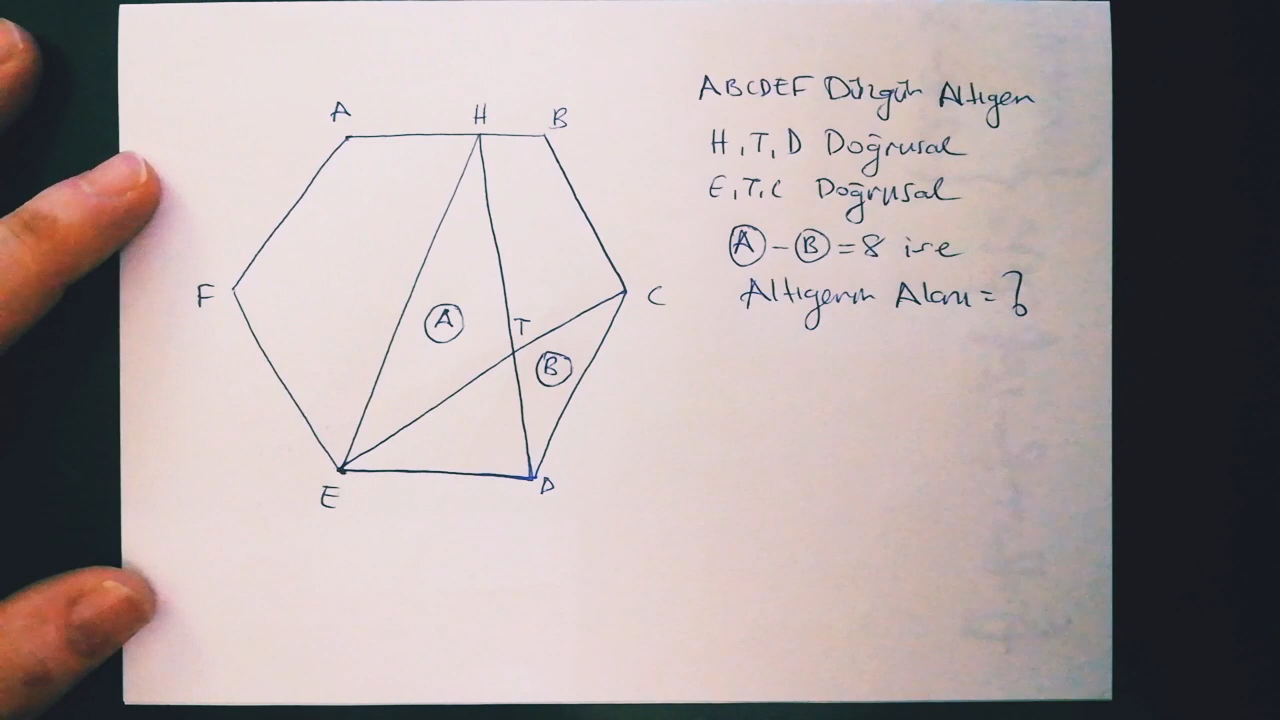 A H B
ABCDEF Düzgün Altıgen
H,T,D Doğrusal
E,T,C Doğrusal
A - B = 8 ise
Altıgenin Alanı = ?
F A T C
B
E D